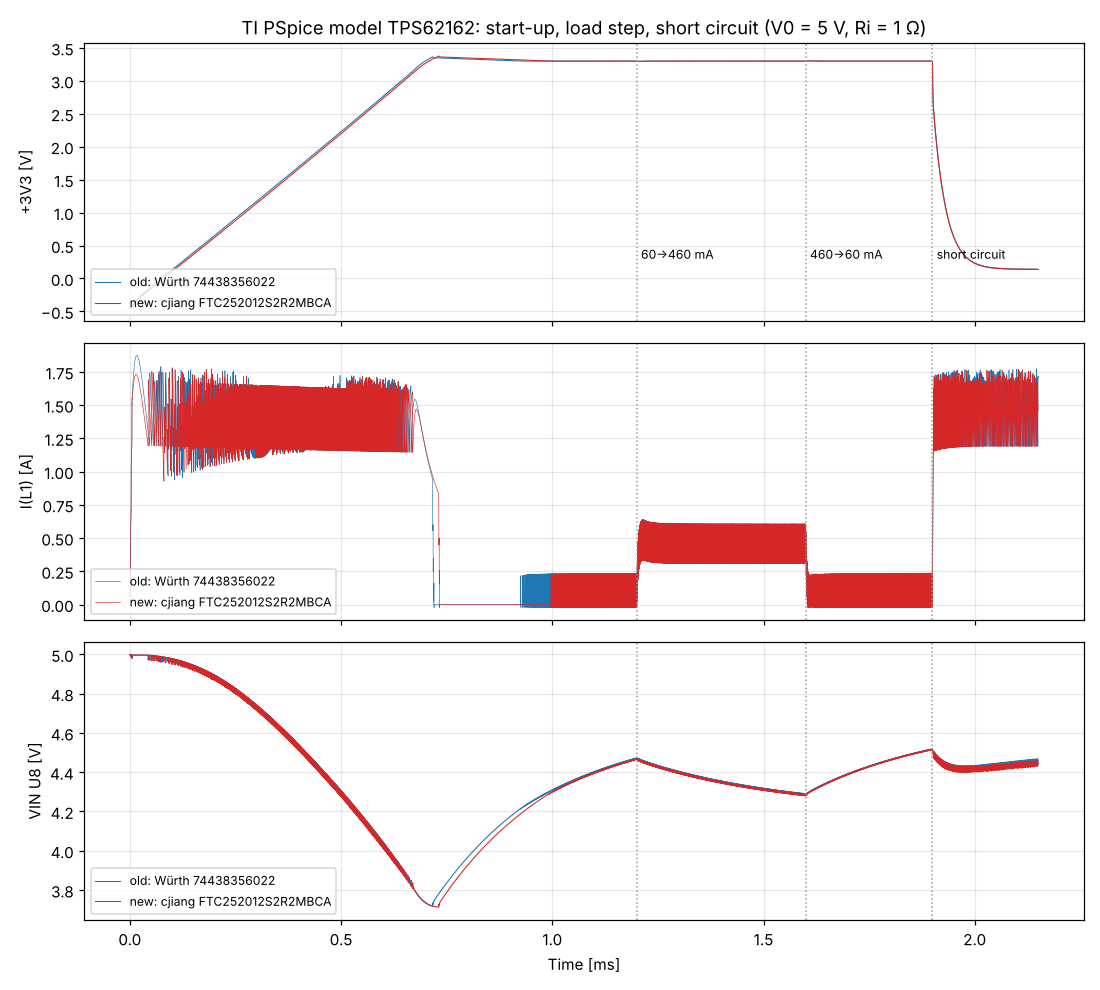 TI PSpice model TPS62162: start-up, load step, short circuit (V0 = 5 V, Ri = 1 Ω)
3.5
3.0
2.5
2.0
1.5
1.0
0.5
0.0
−0.5
+3V3 [V]
60→460 mA
460→60 mA
short circuit
old: Würth 74438356022
new: cjiang FTC252012S2R2MBCA
1.75
1.50
1.25
1.00
0.75
0.50
0.25
0.00
I(L1) [A]
old: Würth 74438356022
new: cjiang FTC252012S2R2MBCA
5.0
4.8
4.6
4.4
4.2
4.0
3.8
VIN U8 [V]
old: Würth 74438356022
new: cjiang FTC252012S2R2MBCA
0.0 0.5 1.0 1.5 2.0
Time [ms]